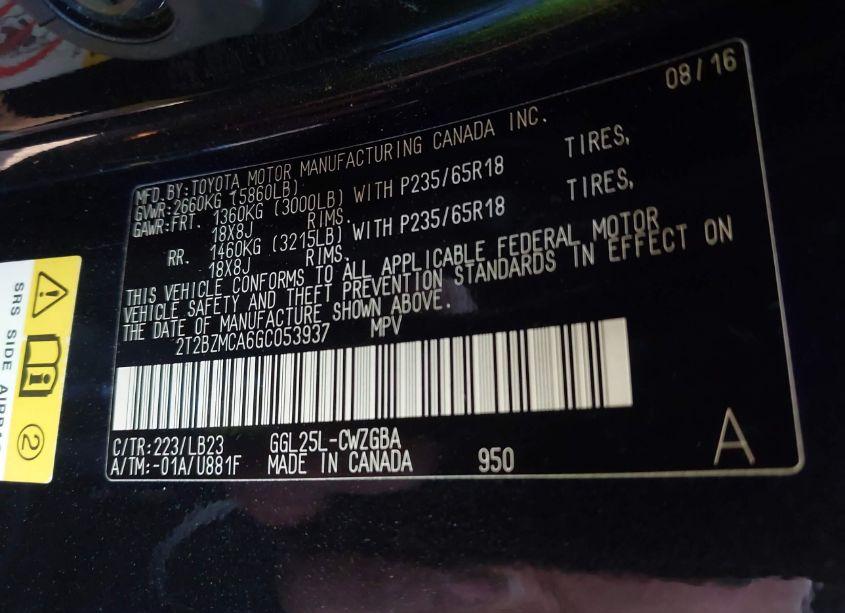 08/16
MFD.BY:TOYOTA MOTOR MANUFACTURING CANADA INC.
GVWR:2660KG (5860LB)
GAWR:FRT. 1360KG (3000LB) WITH P235/65R18 TIRES,
18X8J RIMS.
RR. 1460KG (3215LB) WITH P235/65R18 TIRES,
18X8J RIMS.
THIS VEHICLE CONFORMS TO ALL APPLICABLE FEDERAL MOTOR
VEHICLE SAFETY AND THEFT PREVENTION STANDARDS IN EFFECT ON
THE DATE OF MANUFACTURE SHOWN ABOVE.
2T2BZMCA6GC053937 MPV
C/TR:223/LB23 GGL25L-CWZGBA
A/TM:-01A/U881F MADE IN CANADA 950
A
SRS SIDE
2